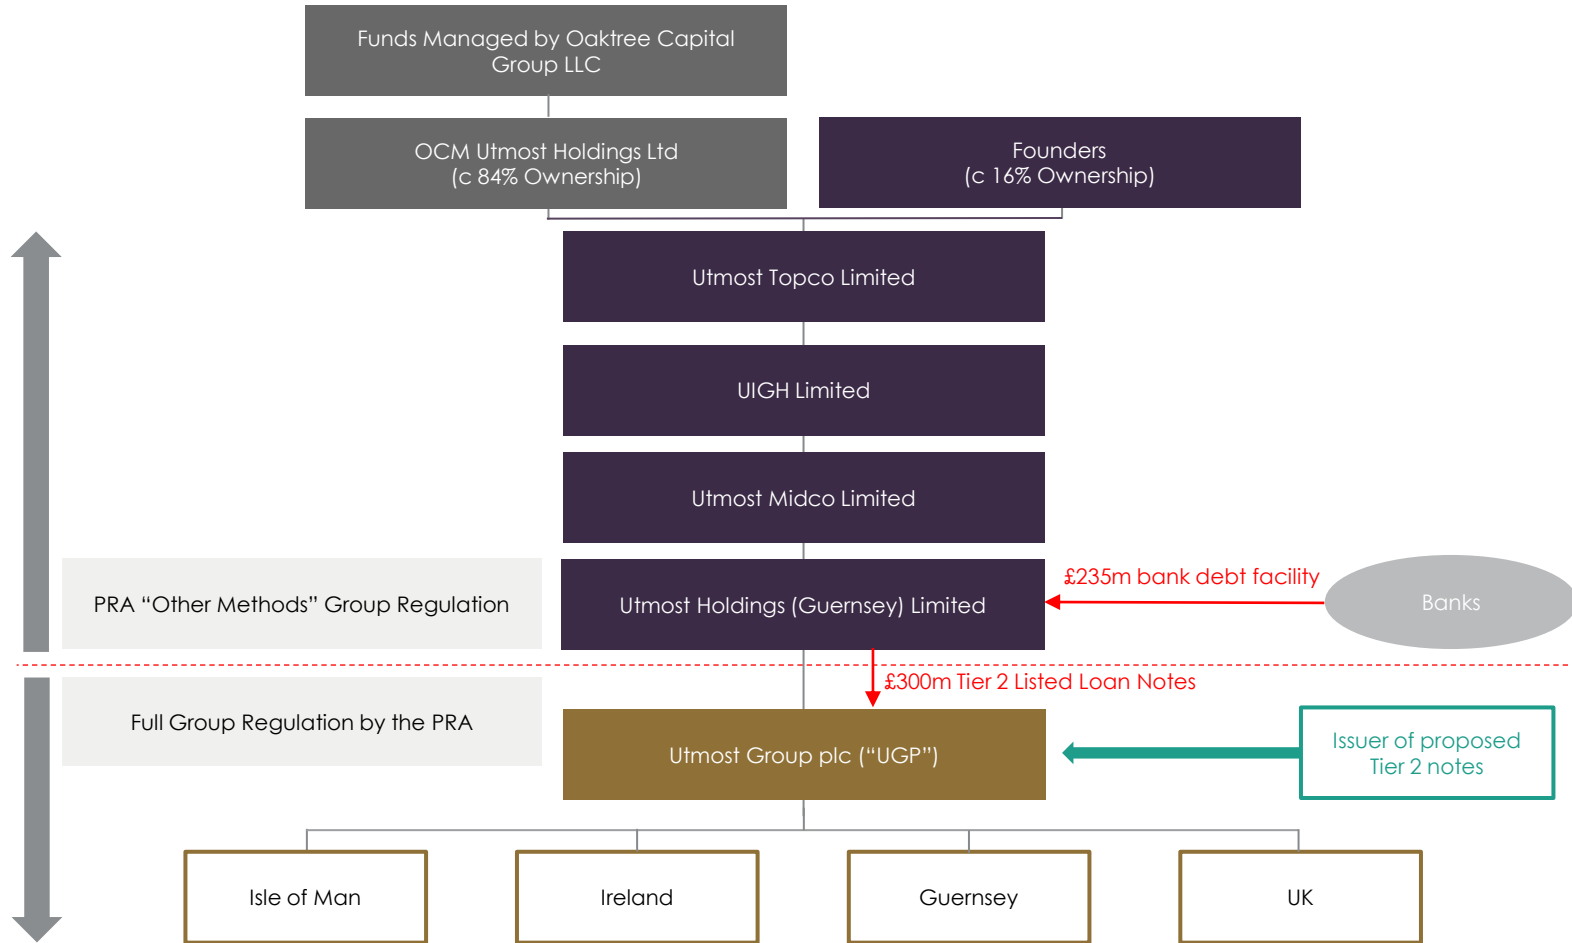 Funds Managed by Oaktree Capital
Group LLC
OCM Utmost Holdings Ltd
(c 84% Ownership)
Founders
(c 16% Ownership)
Utmost Topco Limited
UIGH Limited
Utmost Midco Limited
PRA “Other Methods” Group Regulation
Utmost Holdings (Guernsey) Limited
£235m bank debt facility
Banks
£300m Tier 2 Listed Loan Notes
Full Group Regulation by the PRA
Utmost Group plc (“UGP”)
Issuer of proposed
Tier 2 notes
Isle of Man
Ireland
Guernsey
UK